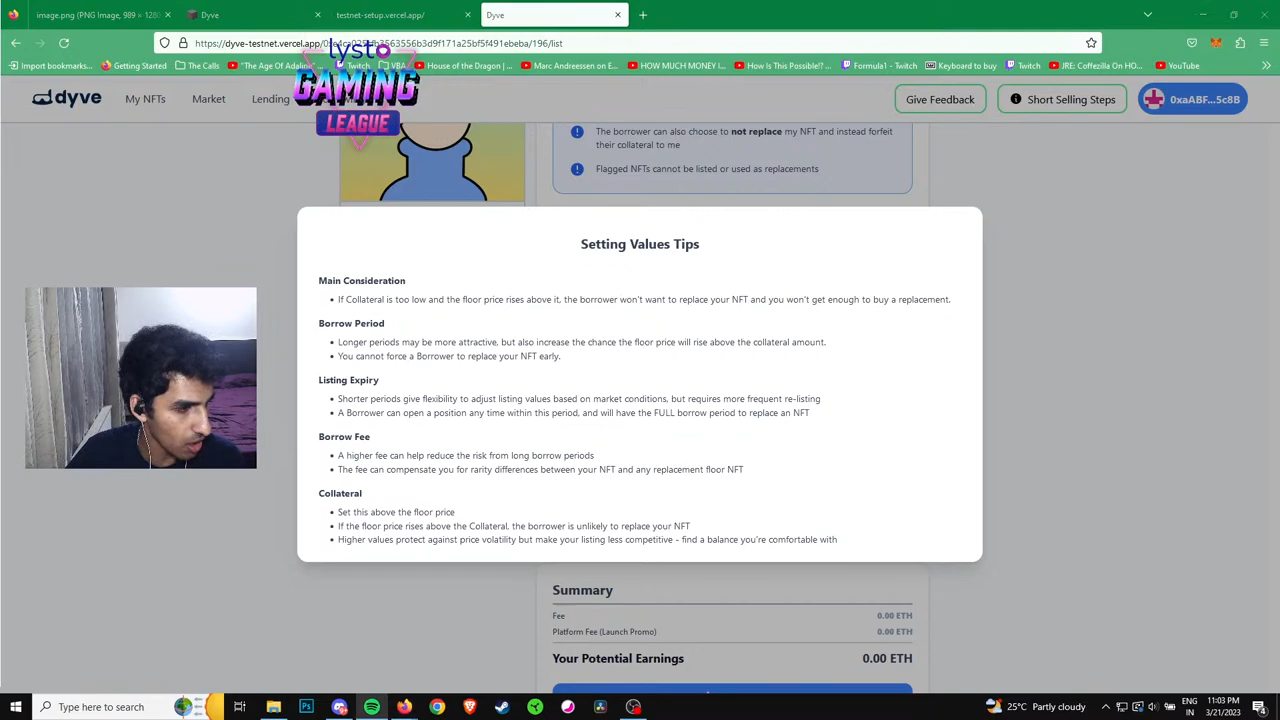 image.png (PNG Image, 989 × 1280
Dyve
testnet-setup.vercel.app/
Dyve
Import bookmarks...
Getting Started
The Calls
"The Age Of Adaline
Twitch
VBA
House of the Dragon |
Marc Andreessen on E
HOW MUCH MONEY I
How Is This Possible!? -
Formula1 - Twitch
Keyboard to buy
Twitch
JRE: Coffezilla On HO
YouTube
lysto
GAMING
LEAGUE
dyve
My NFTs
Market
Lending
Give Feedback
Short Selling Steps
0xaABF...5c8B
The borrower can also choose to not replace my NFT and instead forfeit
their collateral to me
Flagged NFTs cannot be listed or used as replacements
Setting Values Tips
Main Consideration
• If Collateral is too low and the floor price rises above it, the borrower won't want to replace your NFT and you won't get enough to buy a replacement.
Borrow Period
• Longer periods may be more attractive, but also increase the chance the floor price will rise above the collateral amount.
• You cannot force a Borrower to replace your NFT early.
Listing Expiry
• Shorter periods give flexibility to adjust listing values based on market conditions, but requires more frequent re-listing
• A Borrower can open a position any time within this period, and will have the FULL borrow period to replace an NFT
Borrow Fee
• A higher fee can help reduce the risk from long borrow periods
• The fee can compensate you for rarity differences between your NFT and any replacement floor NFT
Collateral
• Set this above the floor price
• If the floor price rises above the Collateral, the borrower is unlikely to replace your NFT
• Higher values protect against price volatility but make your listing less competitive - find a balance you're comfortable with
Summary
Fee 0.00 ETH
Platform Fee (Launch Promo) 0.00 ETH
Your Potential Earnings 0.00 ETH
Type here to search
25°C Partly cloudy
ENG
IN
11:03 PM
3/21/2023